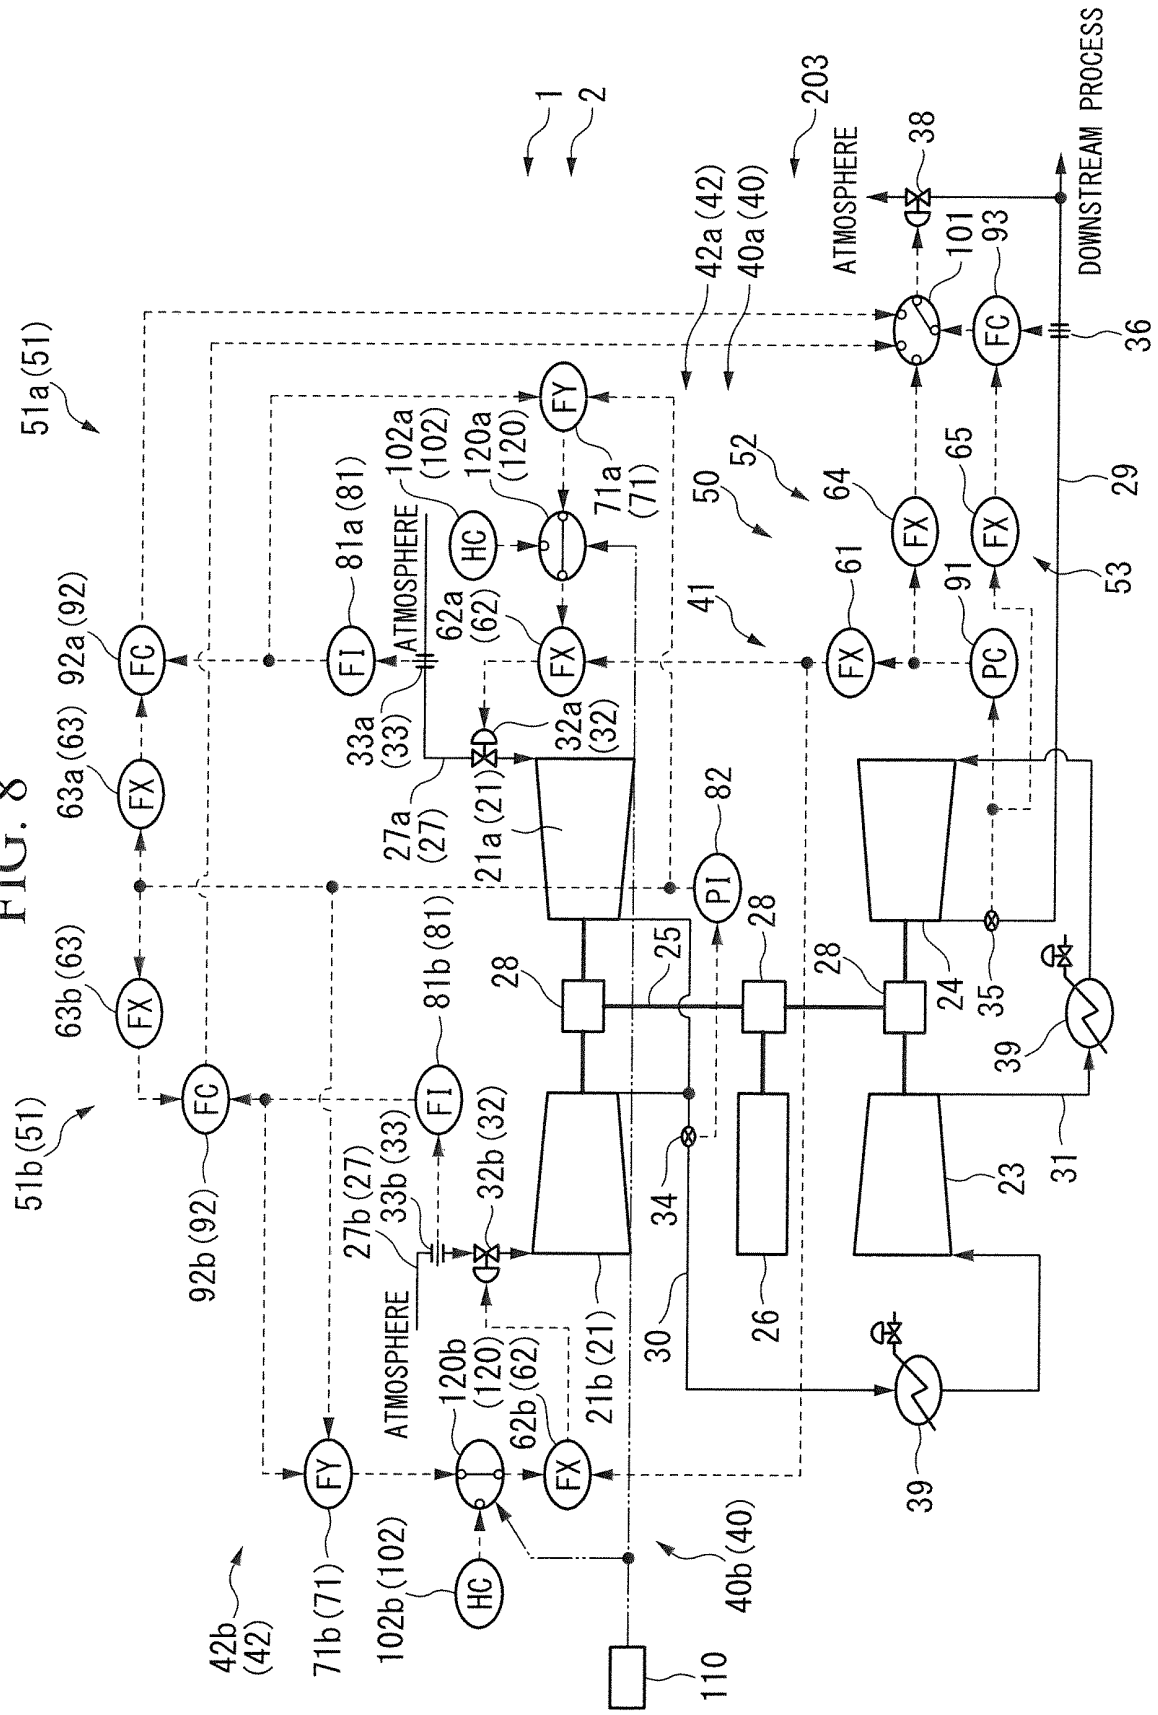 FIG. 8
51b (51)
51a (51)
63b (63)
63a (63)
92a (92)
FX
FX
FC
42b
(42)
92b (92)
FC
81b (81)
81a (81)
FI
FI
71b (71)
FY
ATMOSPHERE
27b (27)
33b (33)
32b (32)
27a
(27)
33a
(33)
ATMOSPHERE
102a
(102)
HC
120a
(120)
62a
(62)
FX
FY
71a
(71)
32a
(32)
102b (102)
HC
120b
(120)
62b (62)
FX
21b (21)
28
21a (21)
1
2
110
40b (40)
30
34
25
PI
82
42a (42)
40a (40)
203
26
28
41
50
52
61
FX
64
FX
ATMOSPHERE
38
101
39
23
28
24
35
PC
91
FX
65
FC
93
53
31
39
29
36
DOWNSTREAM PROCESS